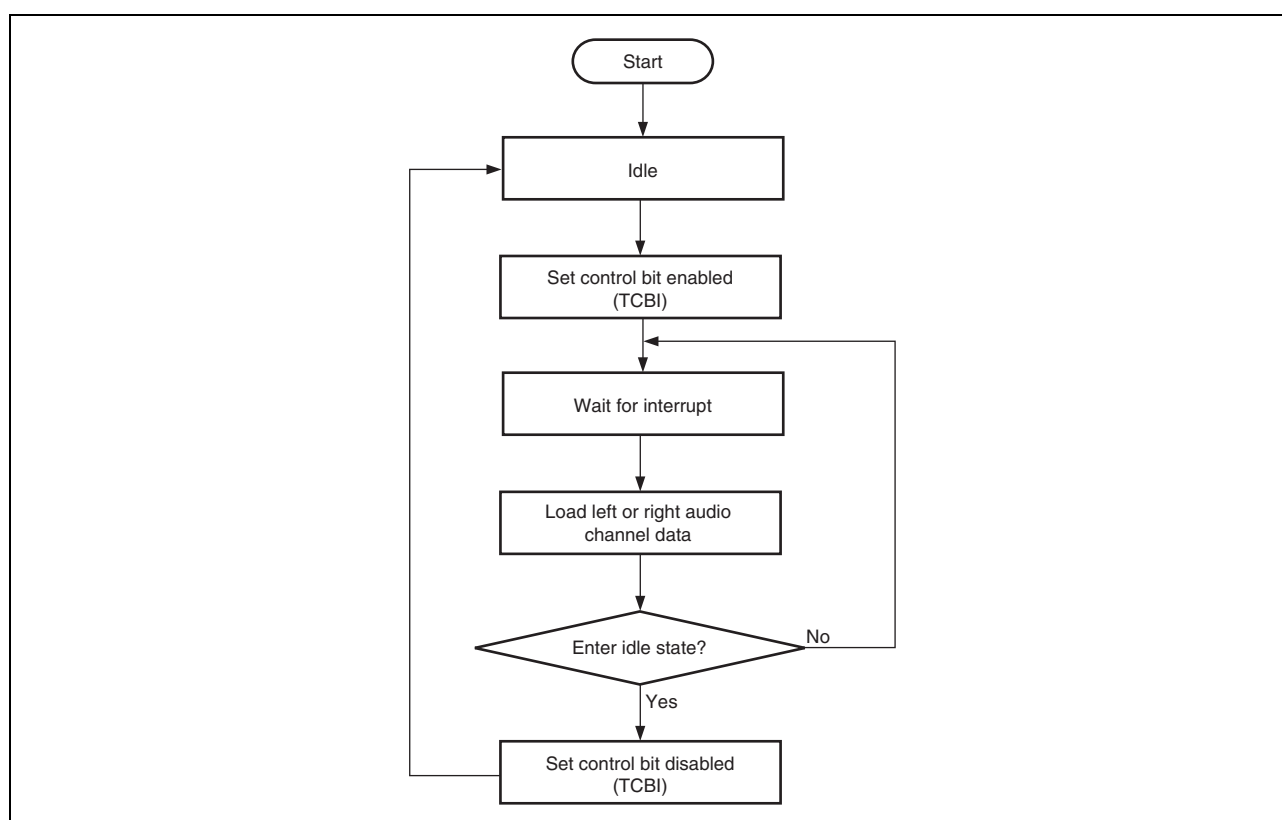 Start
Idle
Set control bit enabled
(TCBI)
Wait for interrupt
Load left or right audio
channel data
Enter idle state?
No
Yes
Set control bit disabled
(TCBI)